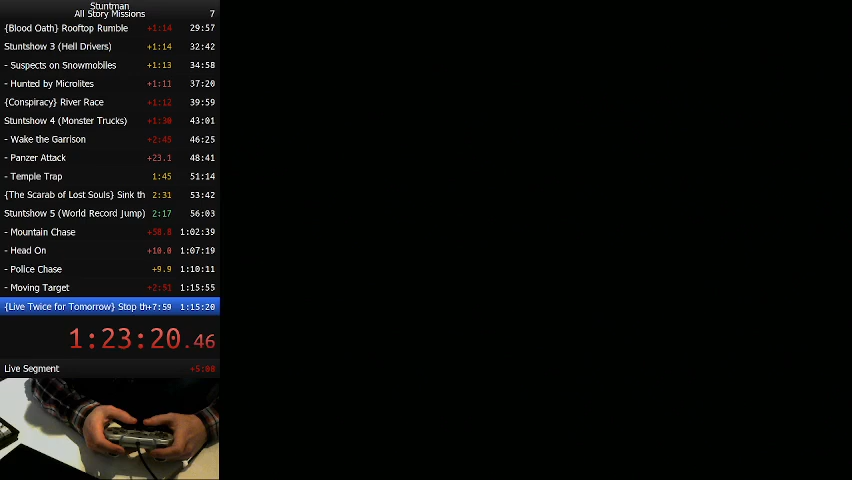 Stuntman
All Story Missions 7
{Blood Oath} Rooftop Rumble +1:14 29:57
Stuntshow 3 (Hell Drivers) +1:14 32:42
- Suspects on Snowmobiles +1:13 34:58
- Hunted by Microlites +1:11 37:20
{Conspiracy} River Race +1:12 39:59
Stuntshow 4 (Monster Trucks) +1:30 43:01
- Wake the Garrison +2:45 46:25
- Panzer Attack +23.1 48:41
- Temple Trap 1:45 51:14
{The Scarab of Lost Souls} Sink th 2:31 53:42
Stuntshow 5 (World Record Jump) 2:17 56:03
- Mountain Chase +58.8 1:02:39
- Head On +10.0 1:07:19
- Police Chase +9.9 1:10:11
- Moving Target +2:51 1:15:55
{Live Twice for Tomorrow} Stop th +7:59 1:15:20
1:23:20.46
Live Segment +5:00